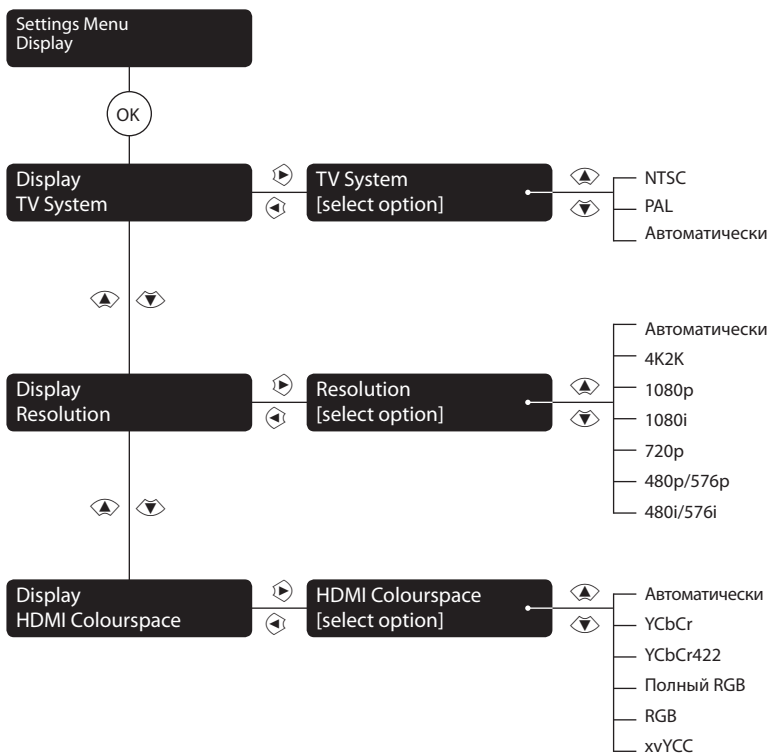 Settings Menu
Display
OK
Display
TV System
TV System
[select option]
NTSC
PAL
Автоматически
Display
Resolution
Resolution
[select option]
Автоматически
4K2K
1080p
1080i
720p
480p/576p
480i/576i
Display
HDMI Colourspace
HDMI Colourspace
[select option]
Автоматически
YCbCr
YCbCr422
Полный RGB
RGB
xvYCC